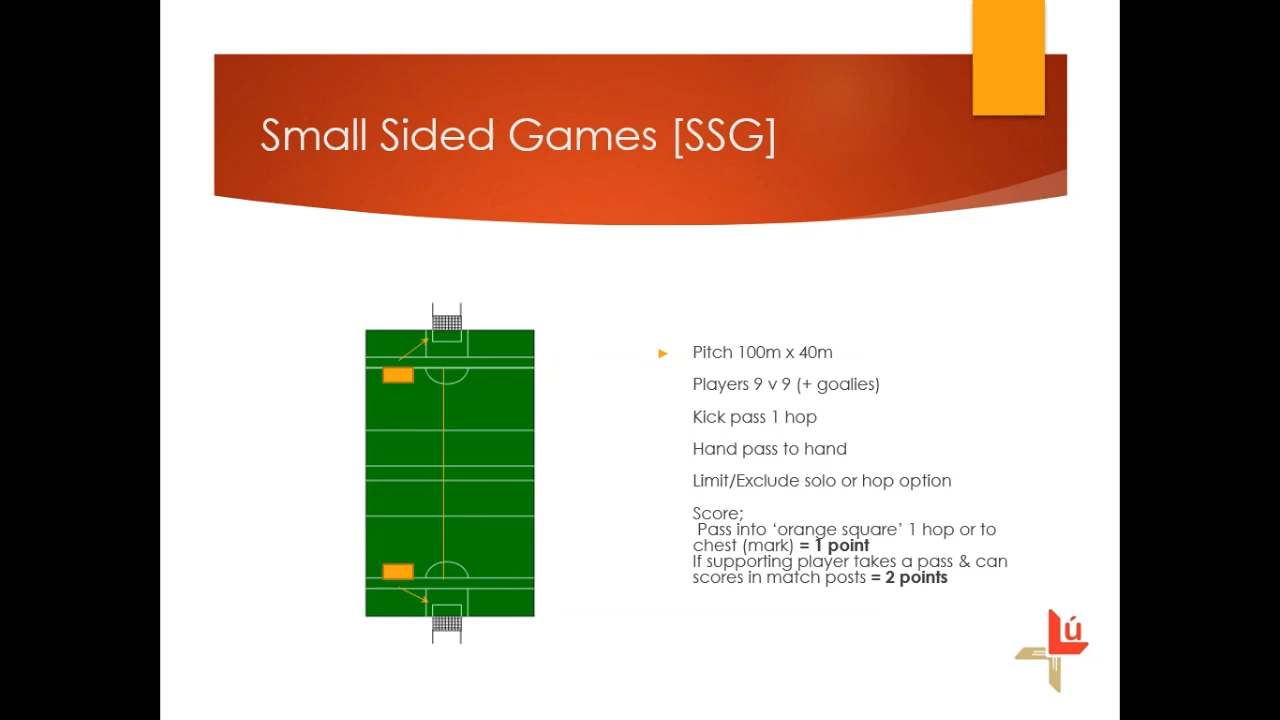 Small Sided Games [SSG]
Pitch 100m x 40m
Players 9 v 9 (+ goalies)
Kick pass 1 hop
Hand pass to hand
Limit/Exclude solo or hop option
Score;
Pass into ‘orange square’ 1 hop or to
chest (mark) = 1 point
If supporting player takes a pass & can
scores in match posts = 2 points
Lú